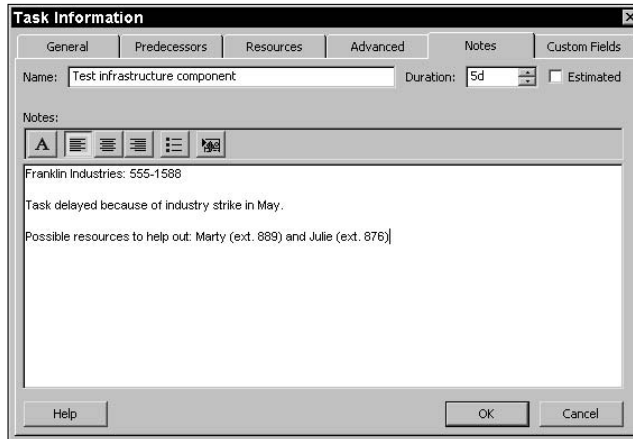 Task Information
General Predecessors Resources Advanced Notes Custom Fields
Name: Test infrastructure component Duration: 5d Estimated
Notes:
A
Franklin Industries: 555-1588
Task delayed because of industry strike in May.
Possible resources to help out: Marty (ext. 889) and Julie (ext. 876)
Help OK Cancel